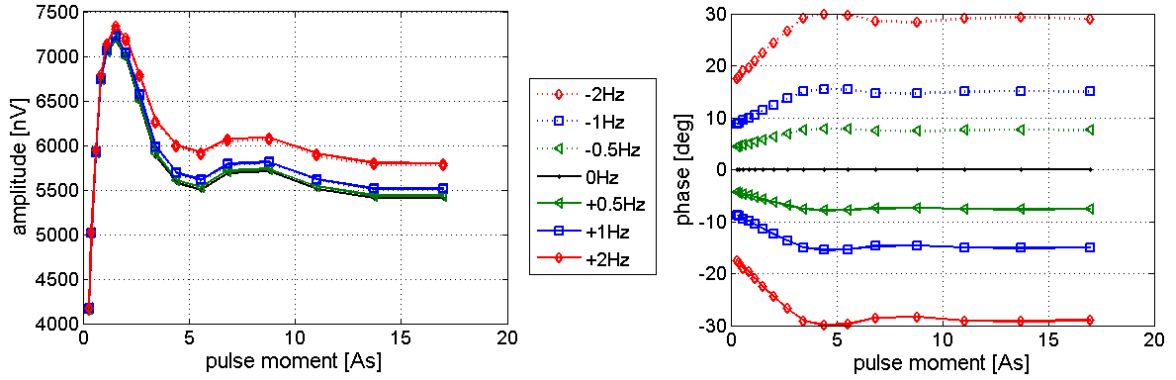 7500
7000
6500
6000
5500
5000
4500
4000
amplitude [nV]
0 5 10 15 20
pulse moment [As]
-2Hz
-1Hz
-0.5Hz
0Hz
+0.5Hz
+1Hz
+2Hz
30
20
10
0
-10
-20
-30
phase [deg]
0 5 10 15 20
pulse moment [As]